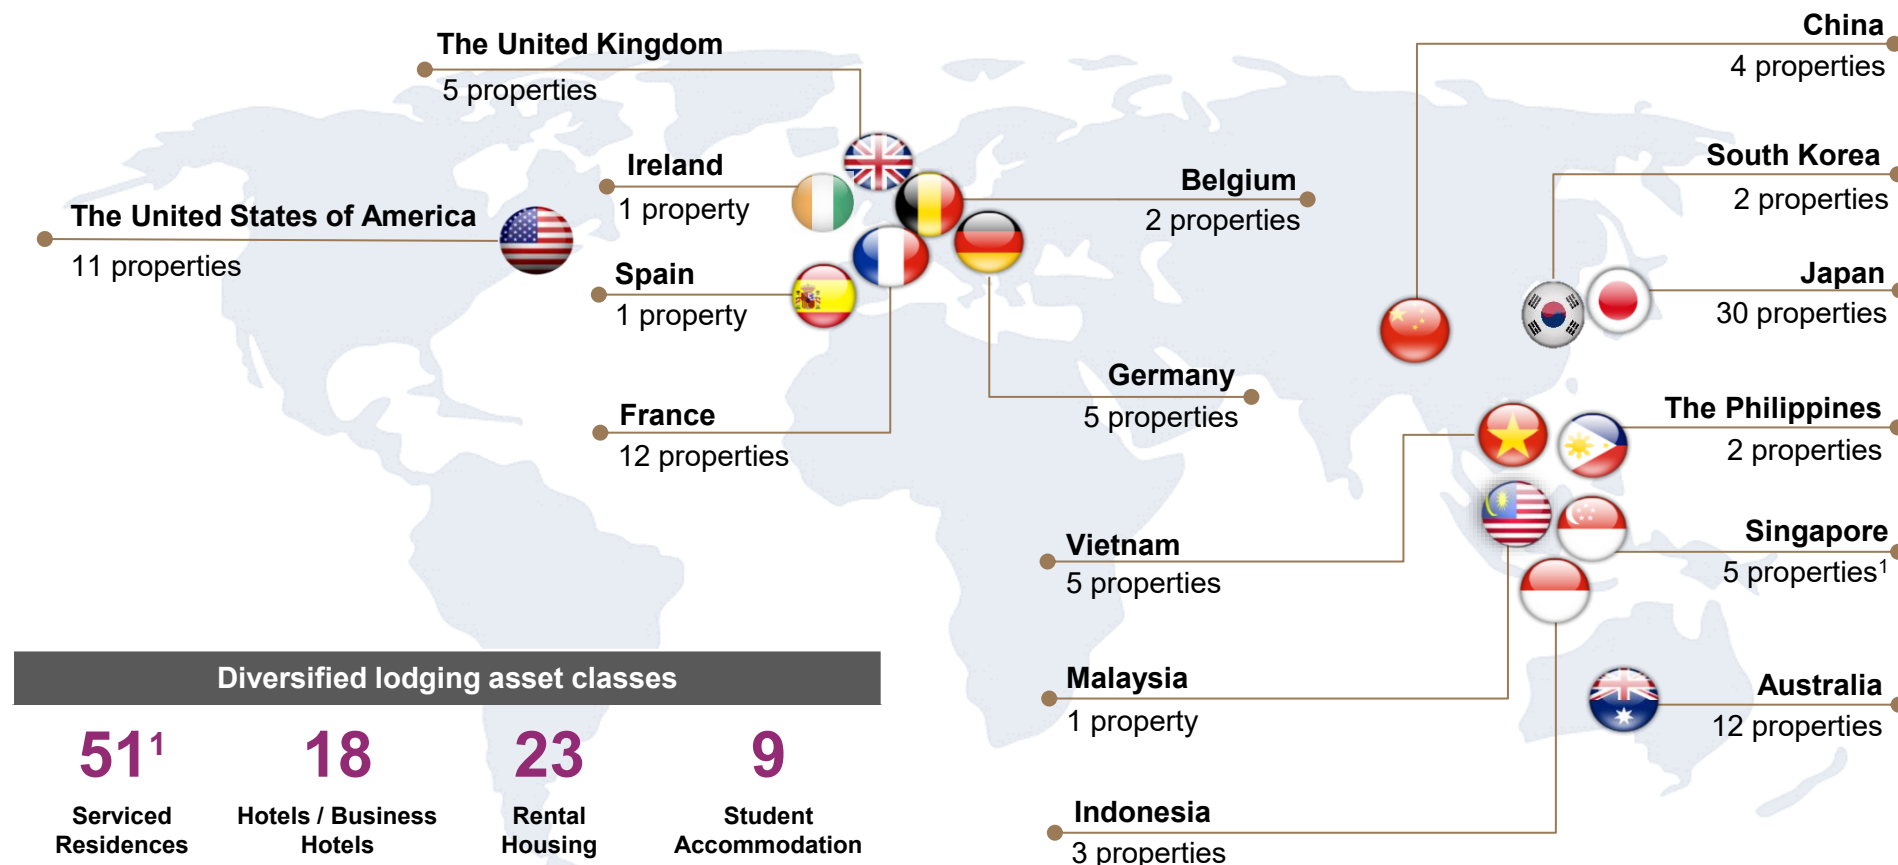 The United Kingdom
5 properties
Ireland
1 property
The United States of America
11 properties
Spain
1 property
France
12 properties
Belgium
2 properties
Germany
5 properties
China
4 properties
South Korea
2 properties
Japan
30 properties
The Philippines
2 properties
Vietnam
5 properties
Singapore
5 properties¹
Malaysia
1 property
Australia
12 properties
Indonesia
3 properties
Diversified lodging asset classes
51¹
Serviced
Residences
18
Hotels / Business
Hotels
23
Rental
Housing
9
Student
Accommodation